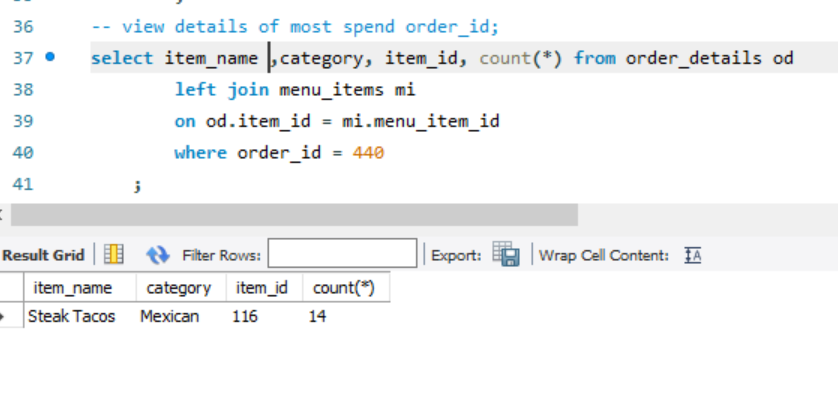 36 -- view details of most spend order_id;
37 select item_name ,category, item_id, count(*) from order_details od
38 left join menu_items mi
39 on od.item_id = mi.menu_item_id
40 where order_id = 440
41 ;
Result Grid Filter Rows: Export: Wrap Cell Content: IA
item_name category item_id count(*)
Steak Tacos Mexican 116 14